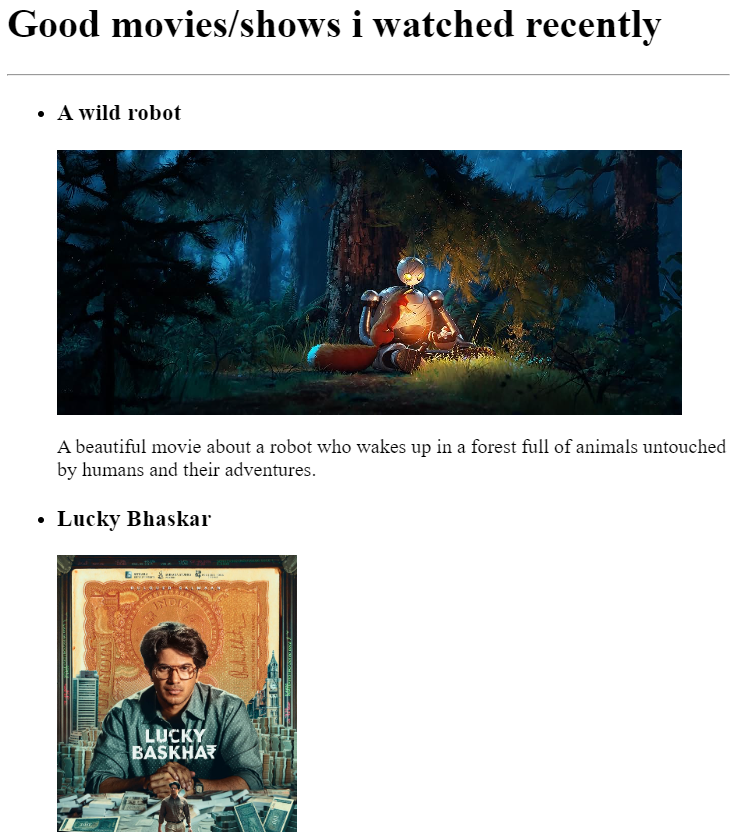 Good movies/shows i watched recently
A wild robot
A beautiful movie about a robot who wakes up in a forest full of animals untouched
by humans and their adventures.
Lucky Bhaskar
INDIA
LUCKY
BASKHAR